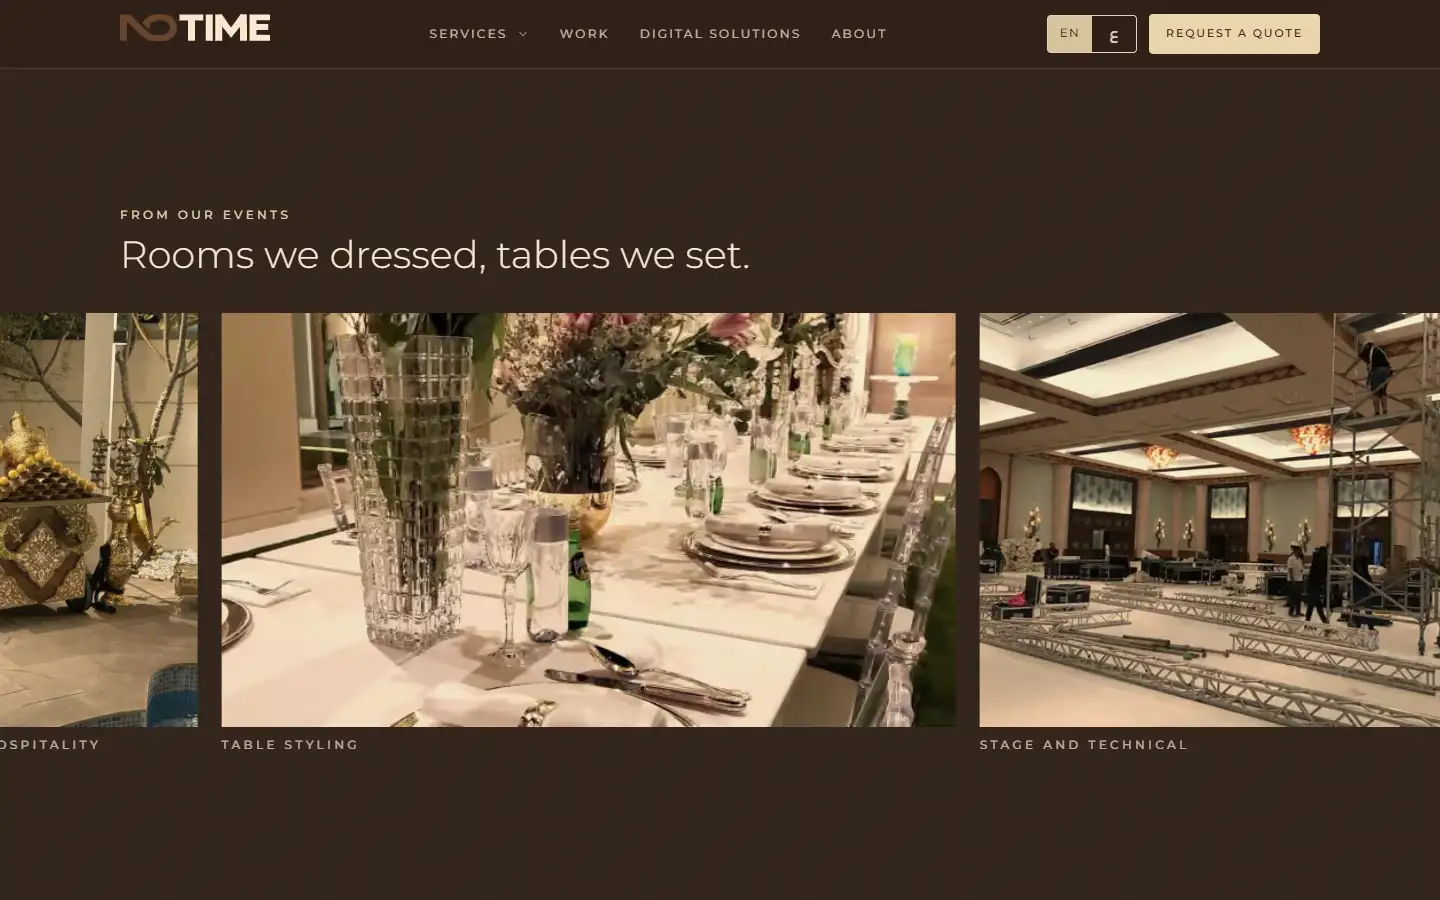 NOTIME
SERVICES
WORK
DIGITAL SOLUTIONS
ABOUT
EN
ع
REQUEST A QUOTE
FROM OUR EVENTS
Rooms we dressed, tables we set.
OSPITALITY
TABLE STYLING
STAGE AND TECHNICAL